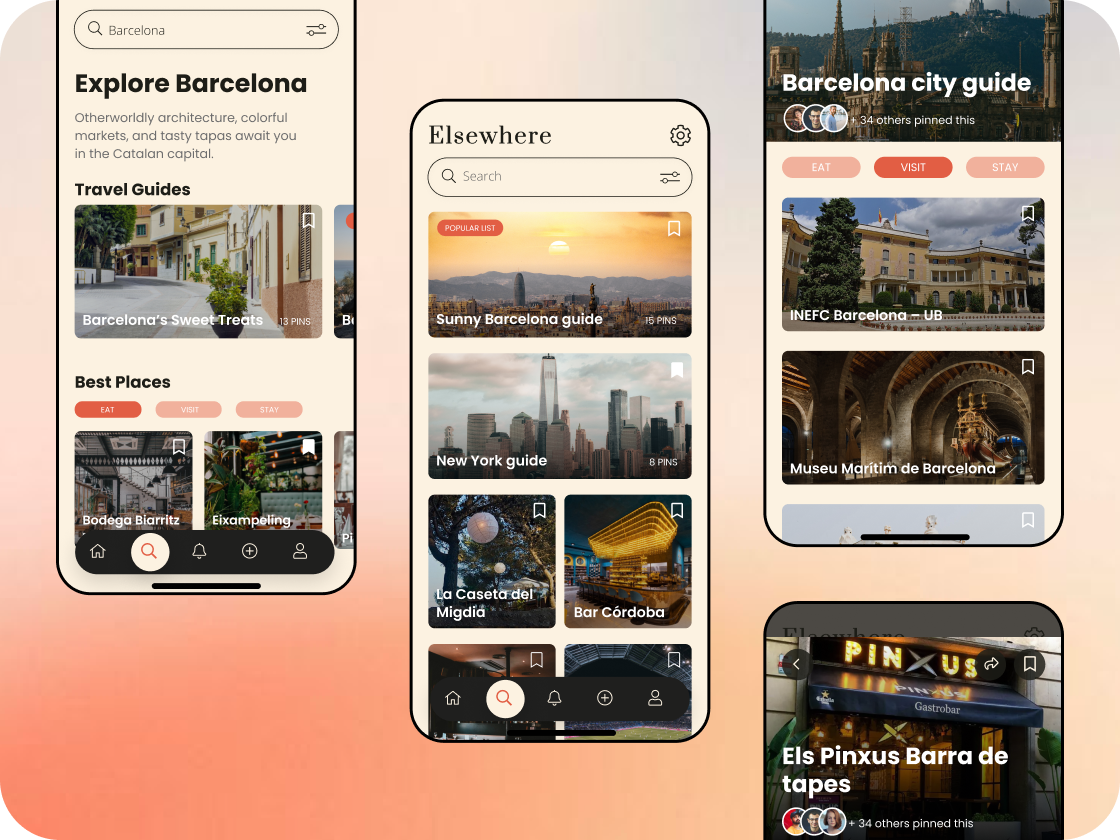 Barcelona
Explore Barcelona
Otherworldly architecture, colorful
markets, and tasty tapas await you
in the Catalan capital.
Travel Guides
Barcelona's Sweet Treats
13 PINS
Best Places
EAT
VISIT
STAY
Bodega Biarritz
Eixampeling
Elsewhere
Search
POPULAR LIST
Sunny Barcelona guide
15 PINS
New York guide
8 PINS
La Caseta del
Migdia
Bar Córdoba
Barcelona city guide
+ 34 others pinned this
EAT
VISIT
STAY
INEFC Barcelona – UB
Museu Marítim de Barcelona
Elsewhere
PINXUS
PINXUS
Gastrobar
Els Pinxus Barra de
tapes
+ 34 others pinned this